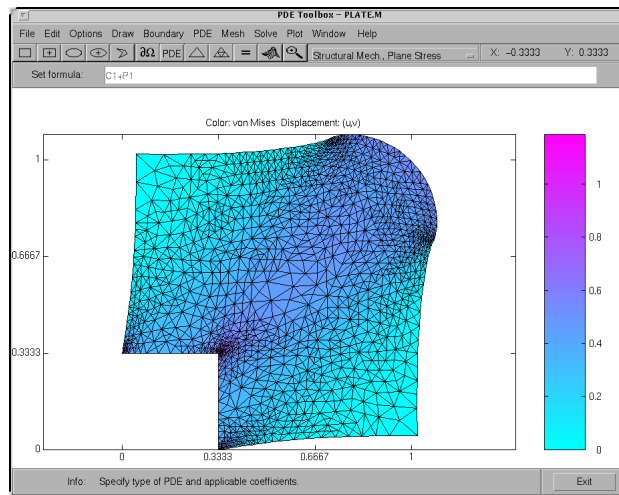 PDE Toolbox – PLATE.M
File Edit Options Draw Boundary PDE Mesh Solve Plot Window Help
∂Ω PDE = Structural Mech., Plane Stress X: -0.3333 Y: 0.3333
Set formula: C1+P1
Color: von Mises Displacement: (u,v)
1
0.6667
0.3333
0
0 0.3333 0.6667 1
1
0.8
0.6
0.4
0.2
0
Info: Specify type of PDE and applicable coefficients. Exit